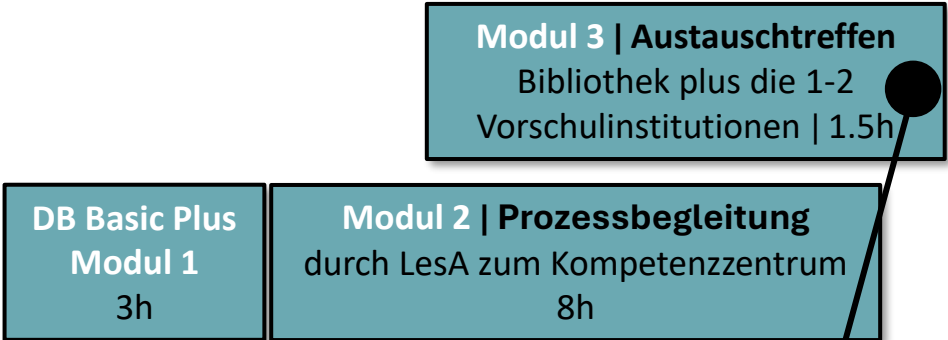 Modul 3 | Austauschtreffen
Bibliothek plus die 1-2
Vorschulinstitutionen | 1.5h
DB Basic Plus
Modul 1
3h
Modul 2 | Prozessbegleitung
durch LesA zum Kompetenzzentrum
8h